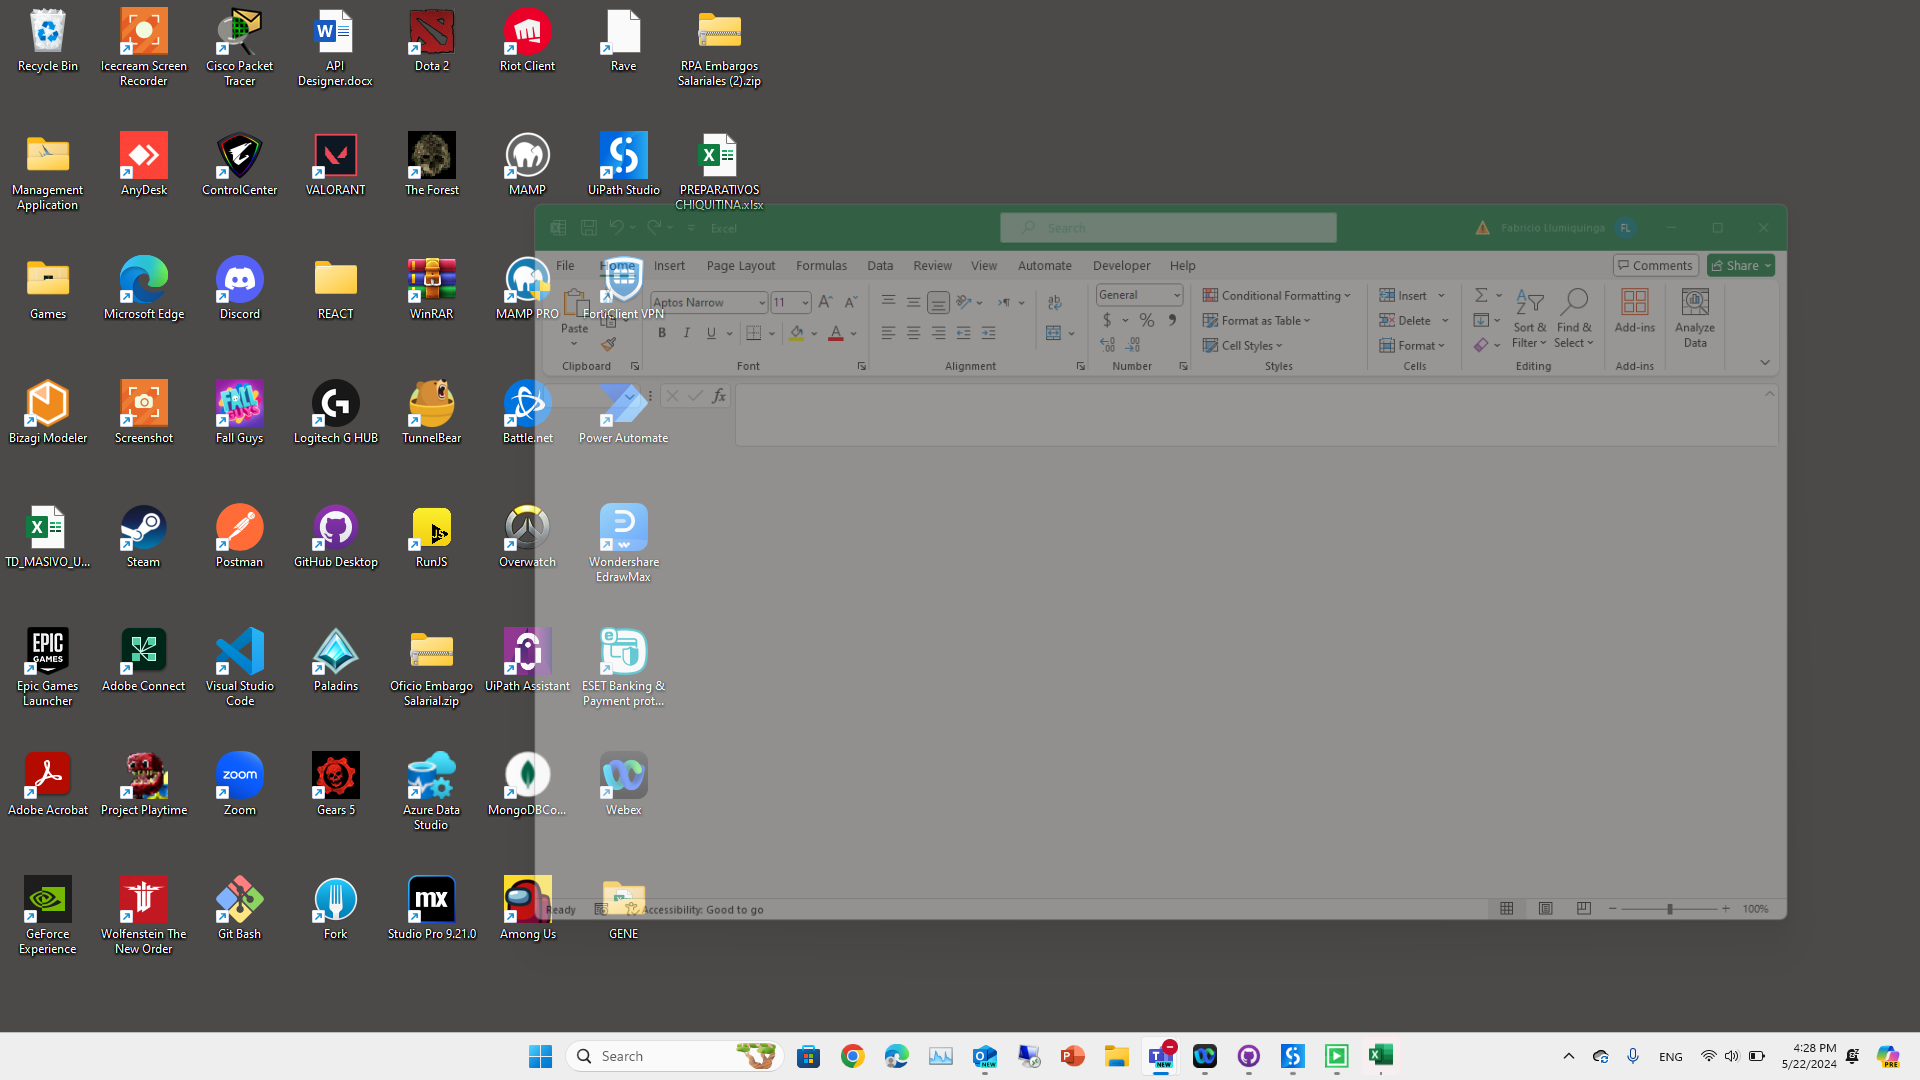 Recycle Bin
Icecream Screen
Recorder
Cisco Packet
Tracer
API
Designer.docx
Dota 2
Riot Client
Rave
RPA Embargos
Salariales (2).zip
Management
Application
AnyDesk
ControlCenter
VALORANT
The Forest
MAMP
UiPath Studio
PREPARATIVOS
CHIQUITINA.xlsx
Excel
Search
Fabricio Llumiquinga
FL
File
Home
Insert
Page Layout
Formulas
Data
Review
View
Automate
Developer
Help
Comments
Share
Games
Microsoft Edge
Discord
REACT
WinRAR
MAMP PRO
FortiClient VPN
Paste
Aptos Narrow
11
B I U
General
$ % 9
Conditional Formatting
Format as Table
Cell Styles
Insert
Delete
Format
Sort &
Filter
Find &
Select
Add-ins
Analyze
Data
Clipboard
Font
Alignment
Number
Styles
Cells
Editing
Add-ins
fx
Bizagi Modeler
Screenshot
Fall Guys
Logitech G HUB
TunnelBear
Battle.net
Power Automate
TD_MASIVO_U...
Steam
Postman
GitHub Desktop
JS
RunJS
Overwatch
Wondershare
EdrawMax
EPIC
GAMES
Epic Games
Launcher
Adobe Connect
Visual Studio
Code
Paladins
Oficio Embargo
Salarial.zip
UiPath Assistant
ESET Banking &
Payment prot...
Adobe Acrobat
Project Playtime
zoom
Zoom
Gears 5
Azure Data
Studio
MongoDBCo...
Webex
GeForce
Experience
Wolfenstein The
New Order
Git Bash
Fork
mx
Studio Pro 9.21.0
Among Us
GENE
Ready
Accessibility: Good to go
100%
Search
NEW
NEW
ENG
4:28 PM
5/22/2024
PRE